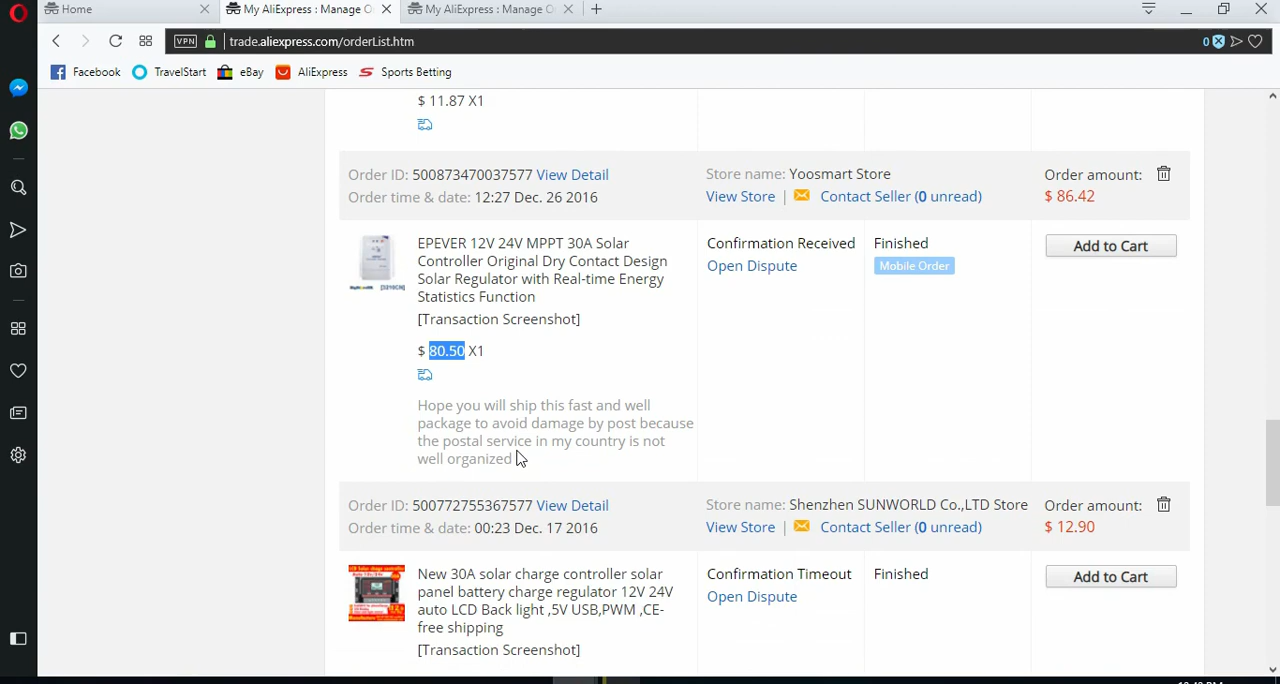 Home
My AliExpress : Manage O
My AliExpress : Manage O
VPN
trade.aliexpress.com/orderList.htm
0
Facebook
TravelStart
eBay
AliExpress
Sports Betting
$ 11.87 X1
Order ID: 500873470037577 View Detail
Order time & date: 12:27 Dec. 26 2016
Store name: Yoosmart Store
View Store | Contact Seller (0 unread)
Order amount:
$ 86.42
EPEVER 12V 24V MPPT 30A Solar
Controller Original Dry Contact Design
Solar Regulator with Real-time Energy
Statistics Function
[Transaction Screenshot]
$ 80.50 X1
Hope you will ship this fast and well
package to avoid damage by post because
the postal service in my country is not
well organized
Confirmation Received
Open Dispute
Finished
Mobile Order
Add to Cart
Order ID: 500772755367577 View Detail
Order time & date: 00:23 Dec. 17 2016
Store name: Shenzhen SUNWORLD Co.,LTD Store
View Store | Contact Seller (0 unread)
Order amount:
$ 12.90
New 30A solar charge controller solar
panel battery charge regulator 12V 24V
auto LCD Back light ,5V USB,PWM ,CE-
free shipping
[Transaction Screenshot]
Confirmation Timeout
Open Dispute
Finished
Add to Cart